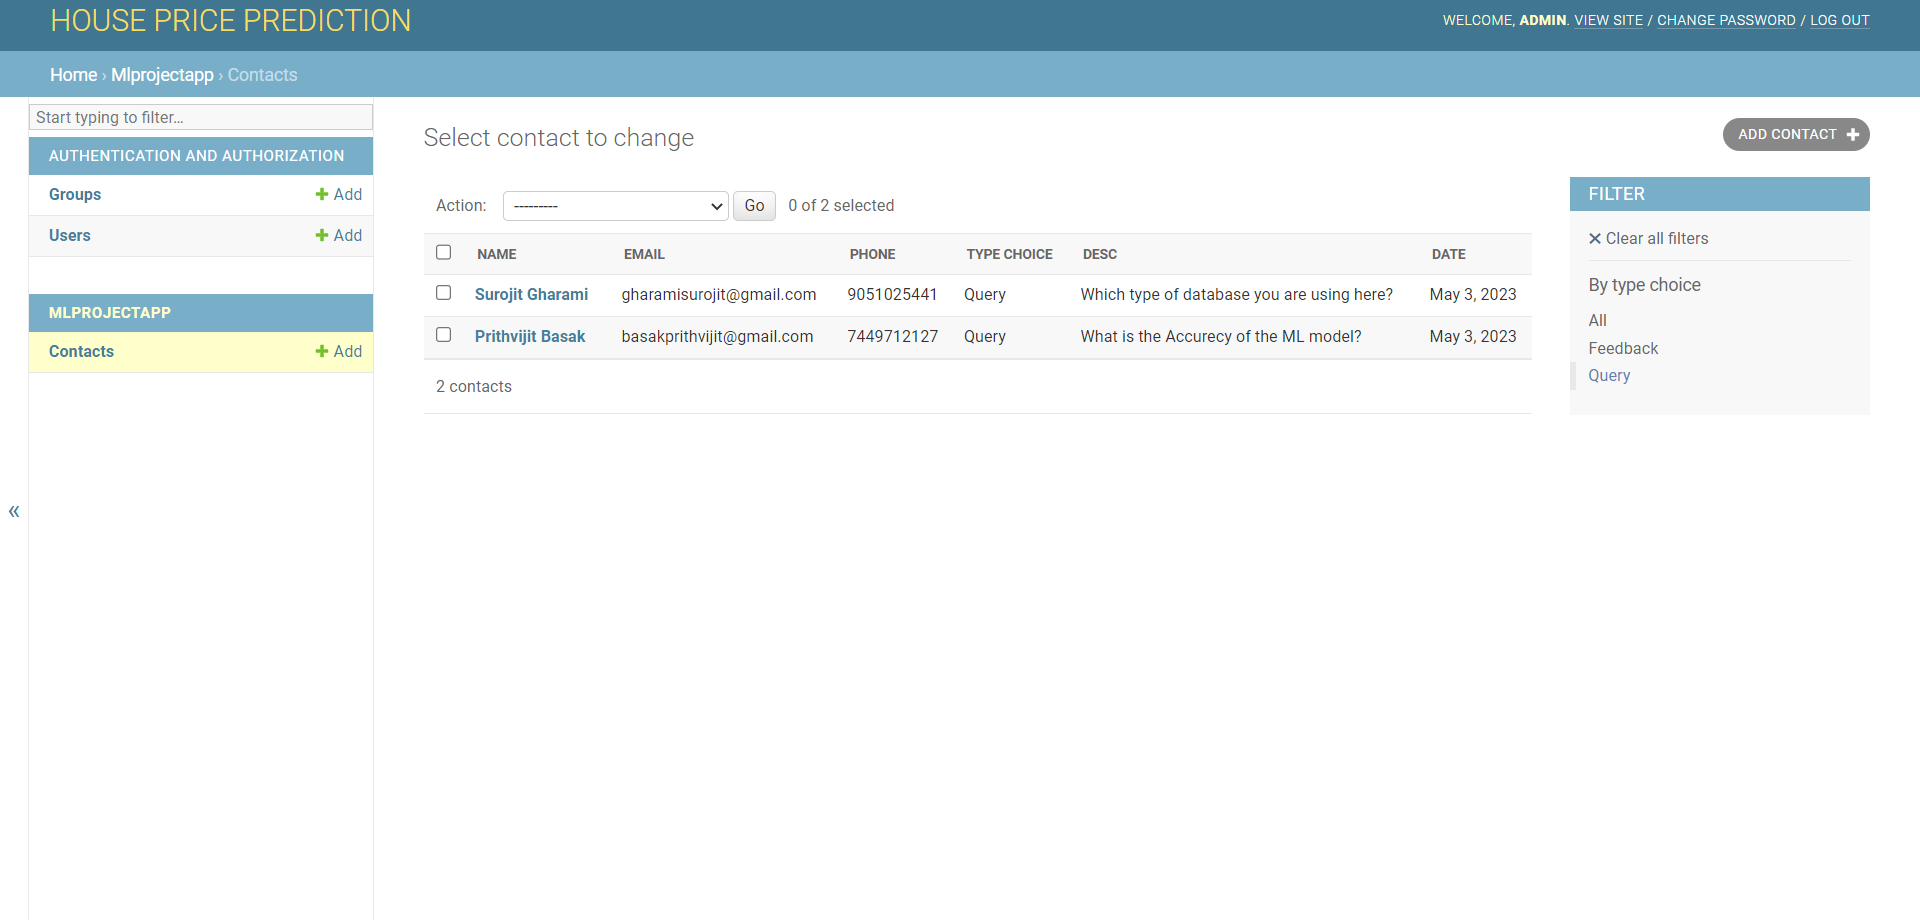 HOUSE PRICE PREDICTION
WELCOME, ADMIN. VIEW SITE / CHANGE PASSWORD / LOG OUT
Home › Mlprojectapp › Contacts
Start typing to filter...
AUTHENTICATION AND AUTHORIZATION
Groups Add
Users Add
MLPROJECTAPP
Contacts Add
«
Select contact to change
ADD CONTACT
Action: --------- Go 0 of 2 selected
NAME EMAIL PHONE TYPE CHOICE DESC DATE
Surojit Gharami gharamisurojit@gmail.com 9051025441 Query Which type of database you are using here? May 3, 2023
Prithvijit Basak basakprithvijit@gmail.com 7449712127 Query What is the Accurecy of the ML model? May 3, 2023
2 contacts
FILTER
Clear all filters
By type choice
All
Feedback
Query